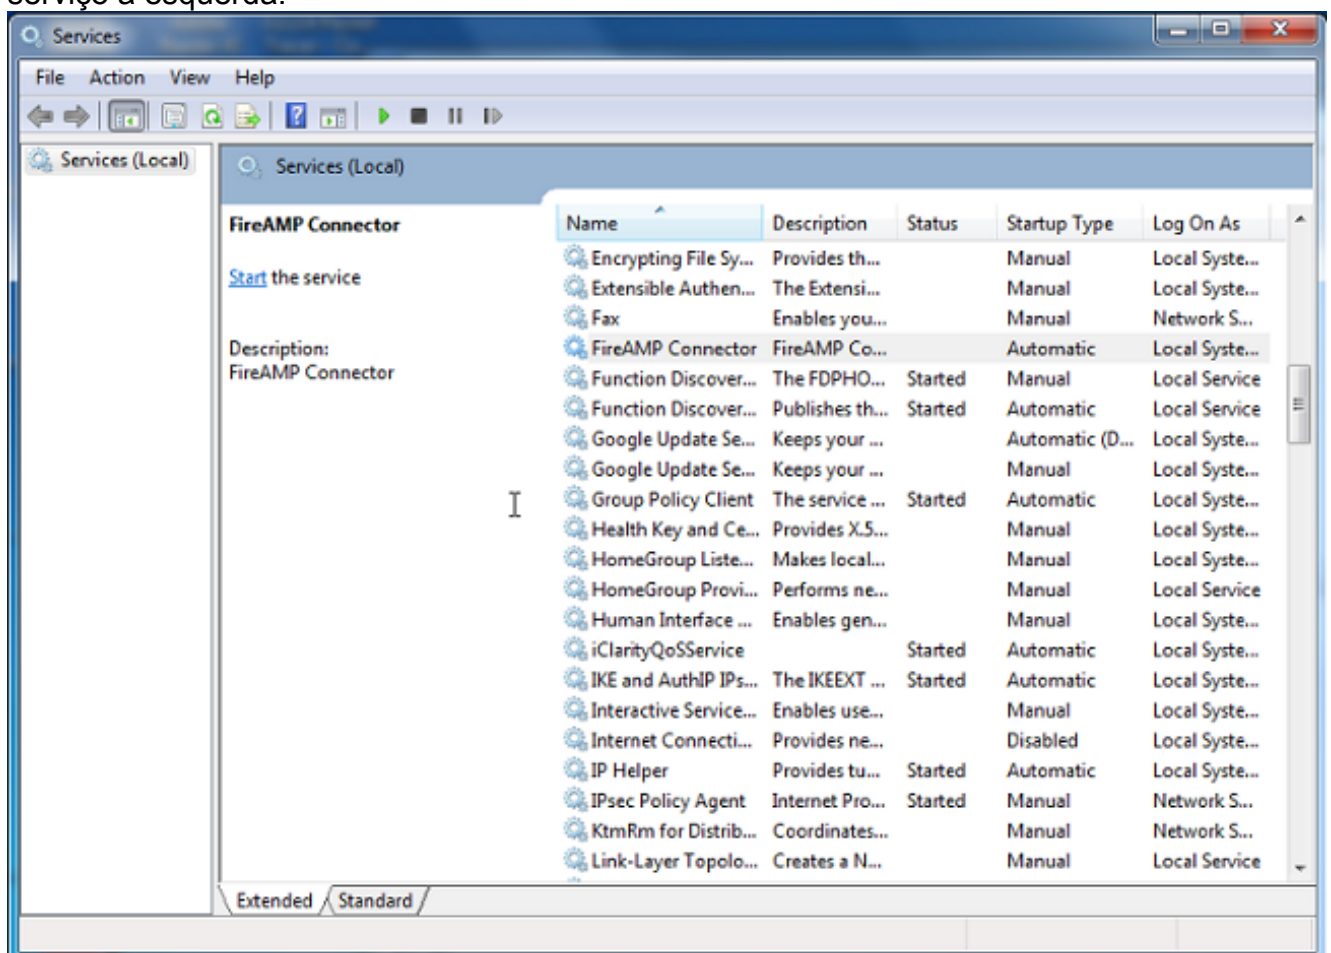 serviço à esquerda.
Services
File Action View Help
Services (Local)
Services (Local)
FireAMP Connector
Start the service
Description:
FireAMP Connector
Name Description Status Startup Type Log On As
Encrypting File Sy... Provides th... Manual Local Syste...
Extensible Authen... The Extensi... Manual Local Syste...
Fax Enables you... Manual Network S...
FireAMP Connector FireAMP Co... Automatic Local Syste...
Function Discover... The FDPHO... Started Manual Local Service
Function Discover... Publishes th... Started Automatic Local Service
Google Update Se... Keeps your ... Automatic (D... Local Syste...
Google Update Se... Keeps your ... Manual Local Syste...
Group Policy Client The service ... Started Automatic Local Syste...
Health Key and Ce... Provides X.5... Manual Local Syste...
HomeGroup Liste... Makes local... Manual Local Syste...
HomeGroup Provi... Performs ne... Manual Local Service
Human Interface ... Enables gen... Manual Local Syste...
iClarityQoSService Started Automatic Local Syste...
IKE and AuthIP IPs... The IKEEXT ... Started Automatic Local Syste...
Interactive Service... Enables use... Manual Local Syste...
Internet Connecti... Provides ne... Disabled Local Syste...
IP Helper Provides tu... Started Automatic Local Syste...
IPsec Policy Agent Internet Pro... Started Manual Network S...
KtmRm for Distrib... Coordinates... Manual Network S...
Link-Layer Topolo... Creates a N... Manual Local Service
Extended Standard